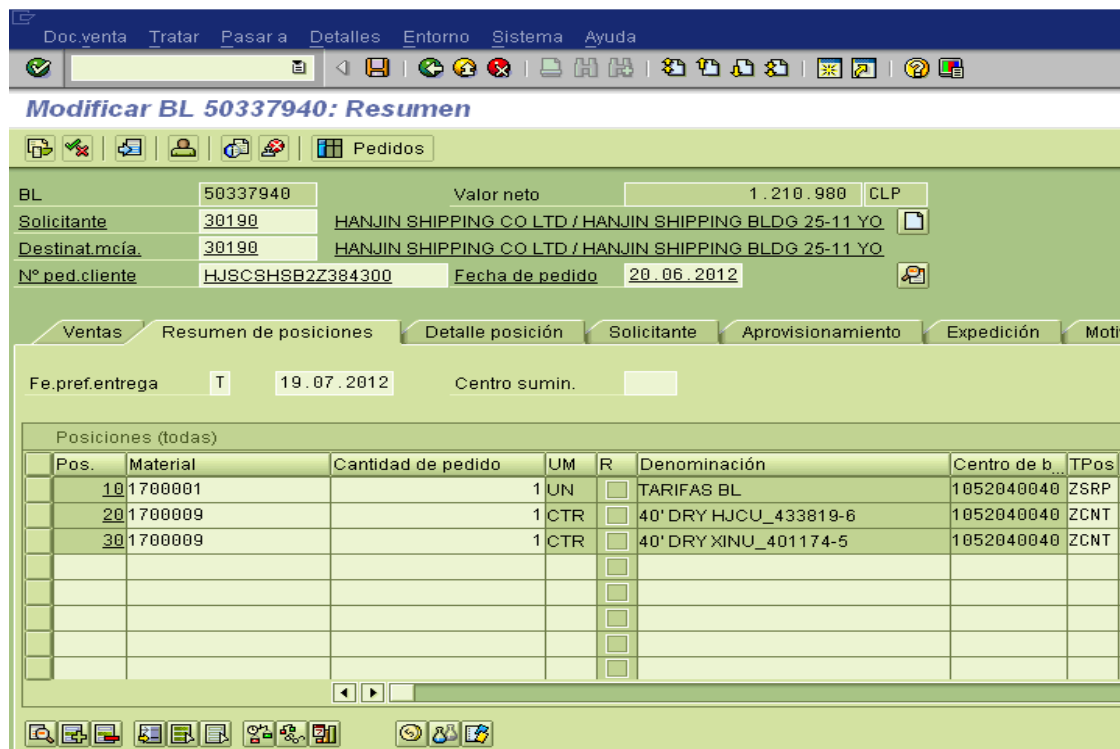 Doc.venta Tratar Pasar a Detalles Entorno Sistema Ayuda
Modificar BL 50337940: Resumen
Pedidos
BL 50337940 Valor neto 1.210.980 CLP
Solicitante 30190 HANJIN SHIPPING CO LTD / HANJIN SHIPPING BLDG 25-11 YO
Destinat.mcía. 30190 HANJIN SHIPPING CO LTD / HANJIN SHIPPING BLDG 25-11 YO
Nº ped.cliente HJSCSHSB2Z384300 Fecha de pedido 20.06.2012
Ventas Resumen de posiciones Detalle posición Solicitante Aprovisionamiento Expedición Moti
Fe.pref.entrega T 19.07.2012 Centro sumin.
Posiciones (todas)
Pos. Material Cantidad de pedido UM R Denominación Centro de b... TPos
10 1700001 1 UN TARIFAS BL 1052040040 ZSRP
20 1700009 1 CTR 40' DRY HJCU_433819-6 1052040040 ZCNT
30 1700009 1 CTR 40' DRY XINU_401174-5 1052040040 ZCNT